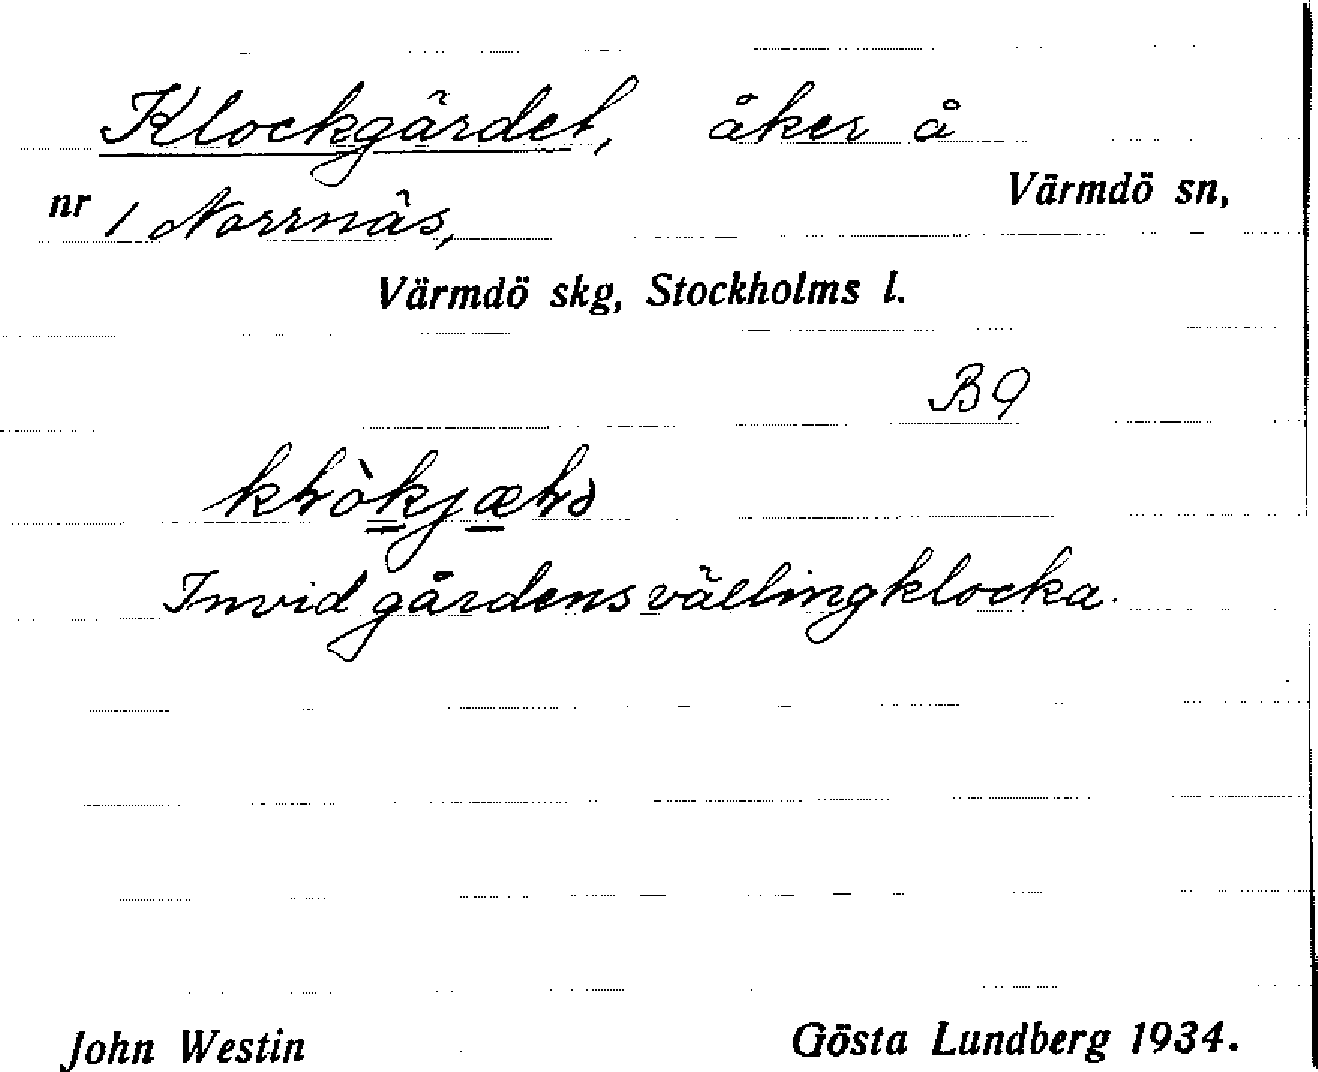 Klockgärdet, åker å
nr 1 Norrnäs, Värmdö sn,
Värmdö skg, Stockholms l.
B9
Invid gårdens vällingklocka.
John Westin Gösta Lundberg 1934.